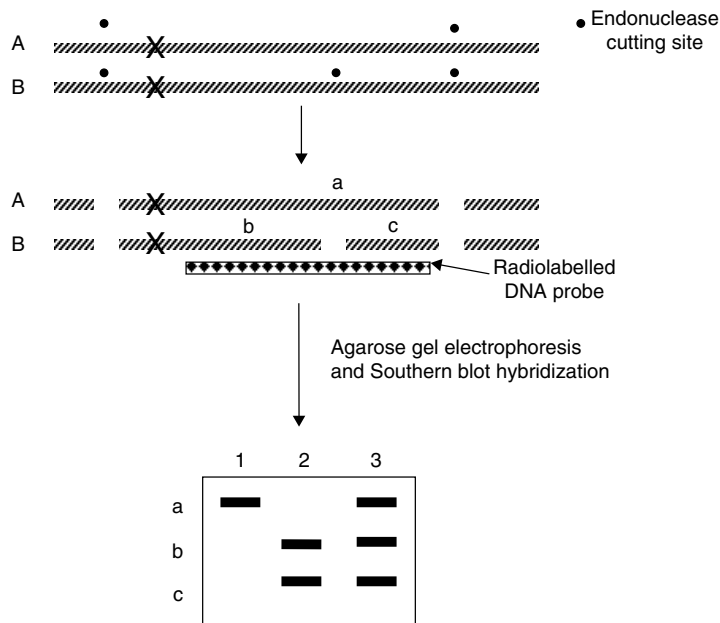 Endonuclease
cutting site
A
B
a
A
b c
B
Radiolabelled
DNA probe
Agarose gel electrophoresis
and Southern blot hybridization
1 2 3
a
b
c